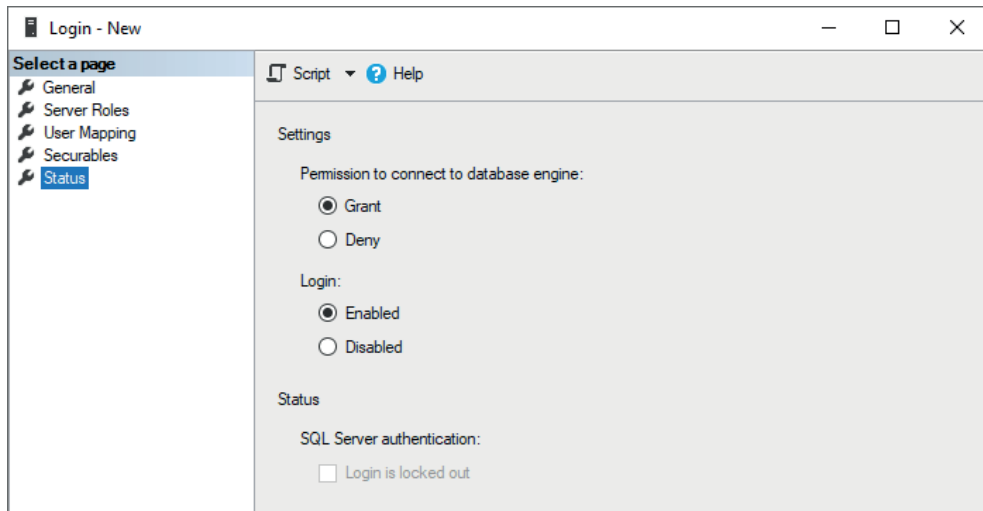 Login - New
Select a page
General
Server Roles
User Mapping
Securables
Status
Script
Help
Settings
Permission to connect to database engine:
Grant
Deny
Login:
Enabled
Disabled
Status
SQL Server authentication:
Login is locked out